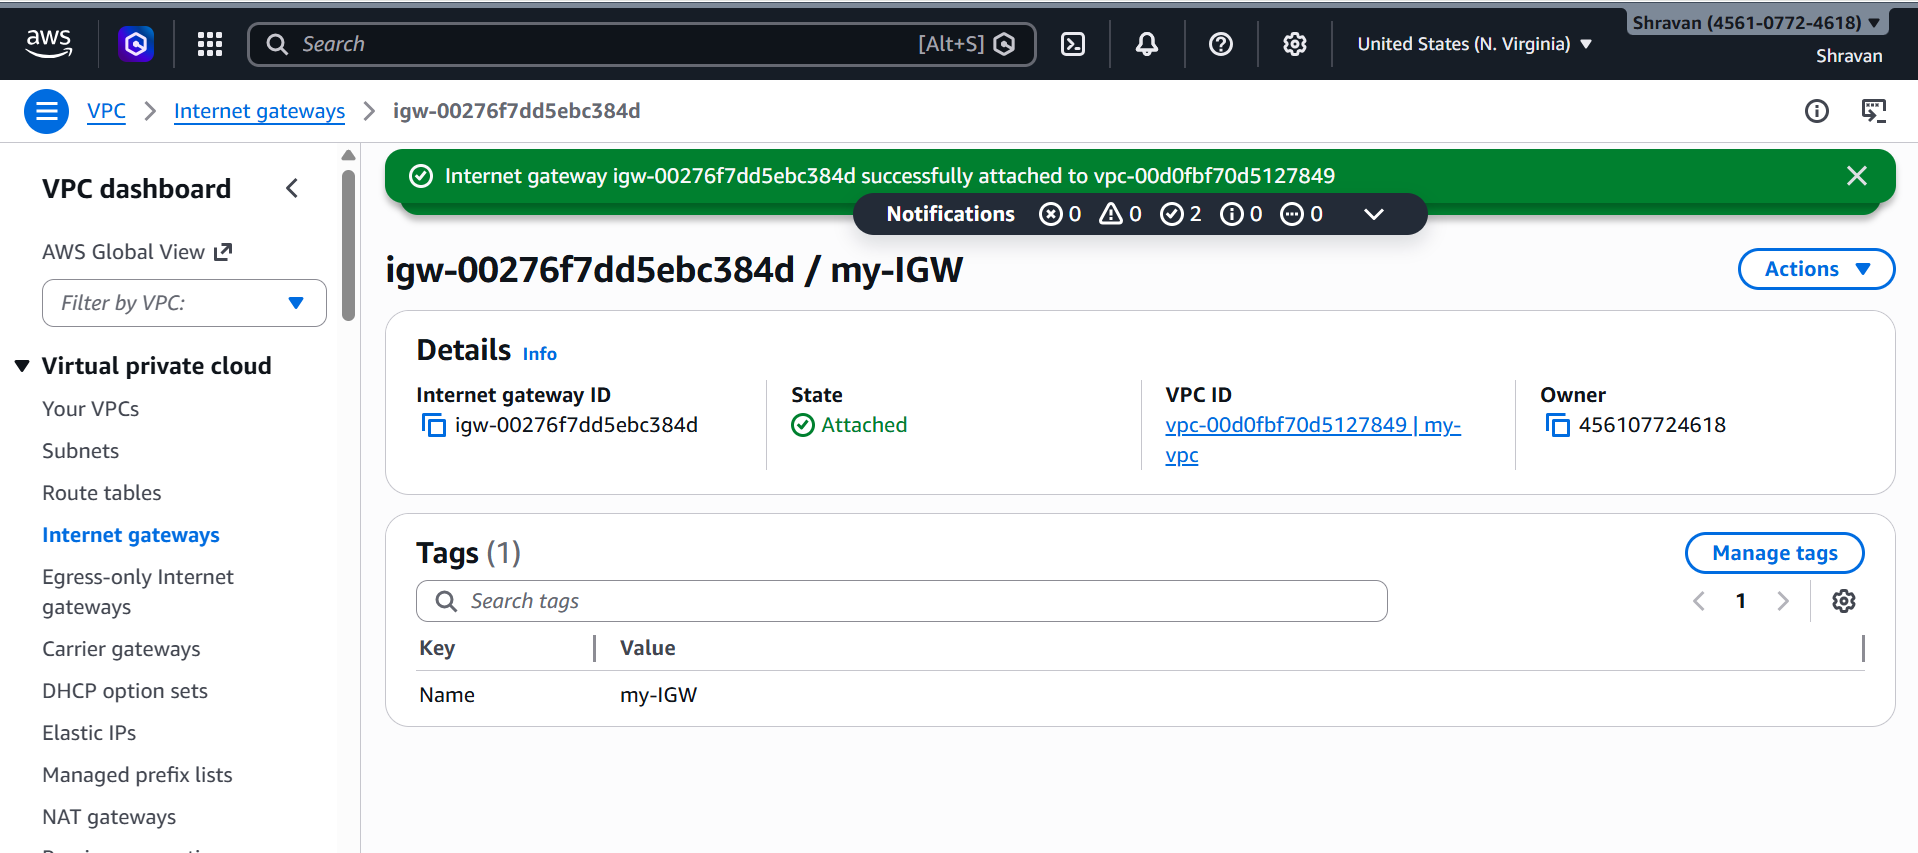 aws
Search
[Alt+S]
United States (N. Virginia)
Shravan (4561-0772-4618)
Shravan
VPC
Internet gateways
igw-00276f7dd5ebc384d
VPC dashboard
AWS Global View
Filter by VPC:
Virtual private cloud
Your VPCs
Subnets
Route tables
Internet gateways
Egress-only Internet
gateways
Carrier gateways
DHCP option sets
Elastic IPs
Managed prefix lists
NAT gateways
Internet gateway igw-00276f7dd5ebc384d successfully attached to vpc-00d0fbf70d5127849
Notifications 0 0 2 0 0
igw-00276f7dd5ebc384d / my-IGW
Actions
Details Info
Internet gateway ID
igw-00276f7dd5ebc384d
State
Attached
VPC ID
vpc-00d0fbf70d5127849 | my-
vpc
Owner
456107724618
Tags (1)
Manage tags
Search tags
1
Key Value
Name my-IGW